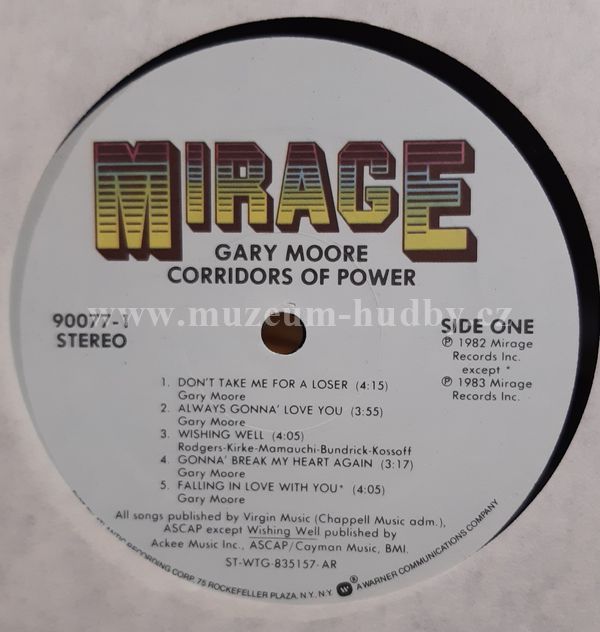 MIRAGE
GARY MOORE
CORRIDORS OF POWER
90077-1
STEREO
www.muzeum-hudby.cz
SIDE ONE
℗ 1982 Mirage
Records Inc.
except *
℗ 1983 Mirage
Records Inc.
1. DON'T TAKE ME FOR A LOSER (4:15)
Gary Moore
2. ALWAYS GONNA' LOVE YOU (3:55)
Gary Moore
3. WISHING WELL (4:05)
Rodgers-Kirke-Mamauchi-Bundrick-Kossoff
4. GONNA' BREAK MY HEART AGAIN (3:17)
Gary Moore
5. FALLING IN LOVE WITH YOU* (4:05)
Gary Moore
All songs published by Virgin Music (Chappell Music adm.),
ASCAP except Wishing Well published by
Ackee Music Inc., ASCAP/Cayman Music, BMI.
ST-WTG-835157-AR
RECORDING CORP. 75 ROCKEFELLER PLAZA, N.Y., N.Y. ® A WARNER COMMUNICATIONS COMPANY